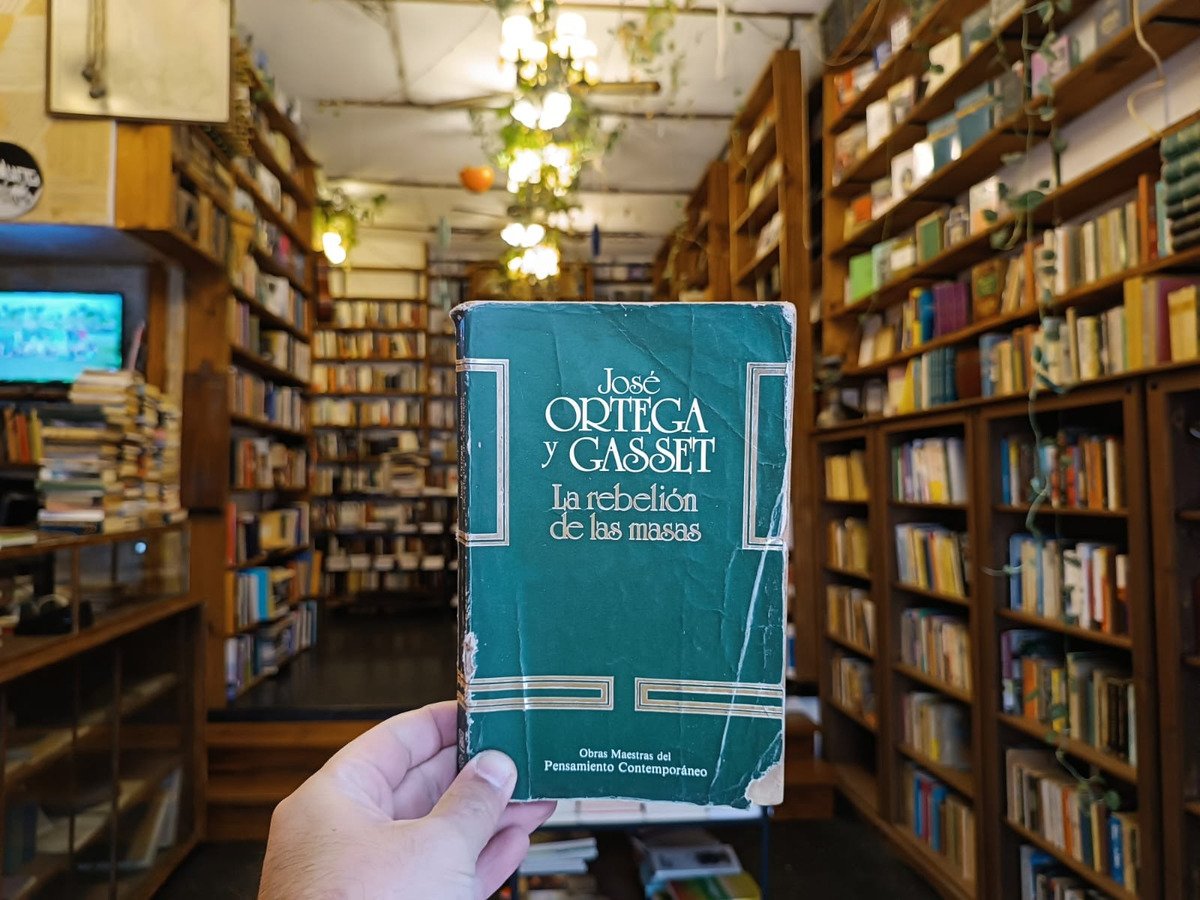 José
ORTEGA
y GASSET
La rebelión
de las masas
Obras Maestras del
Pensamiento Contemporáneo